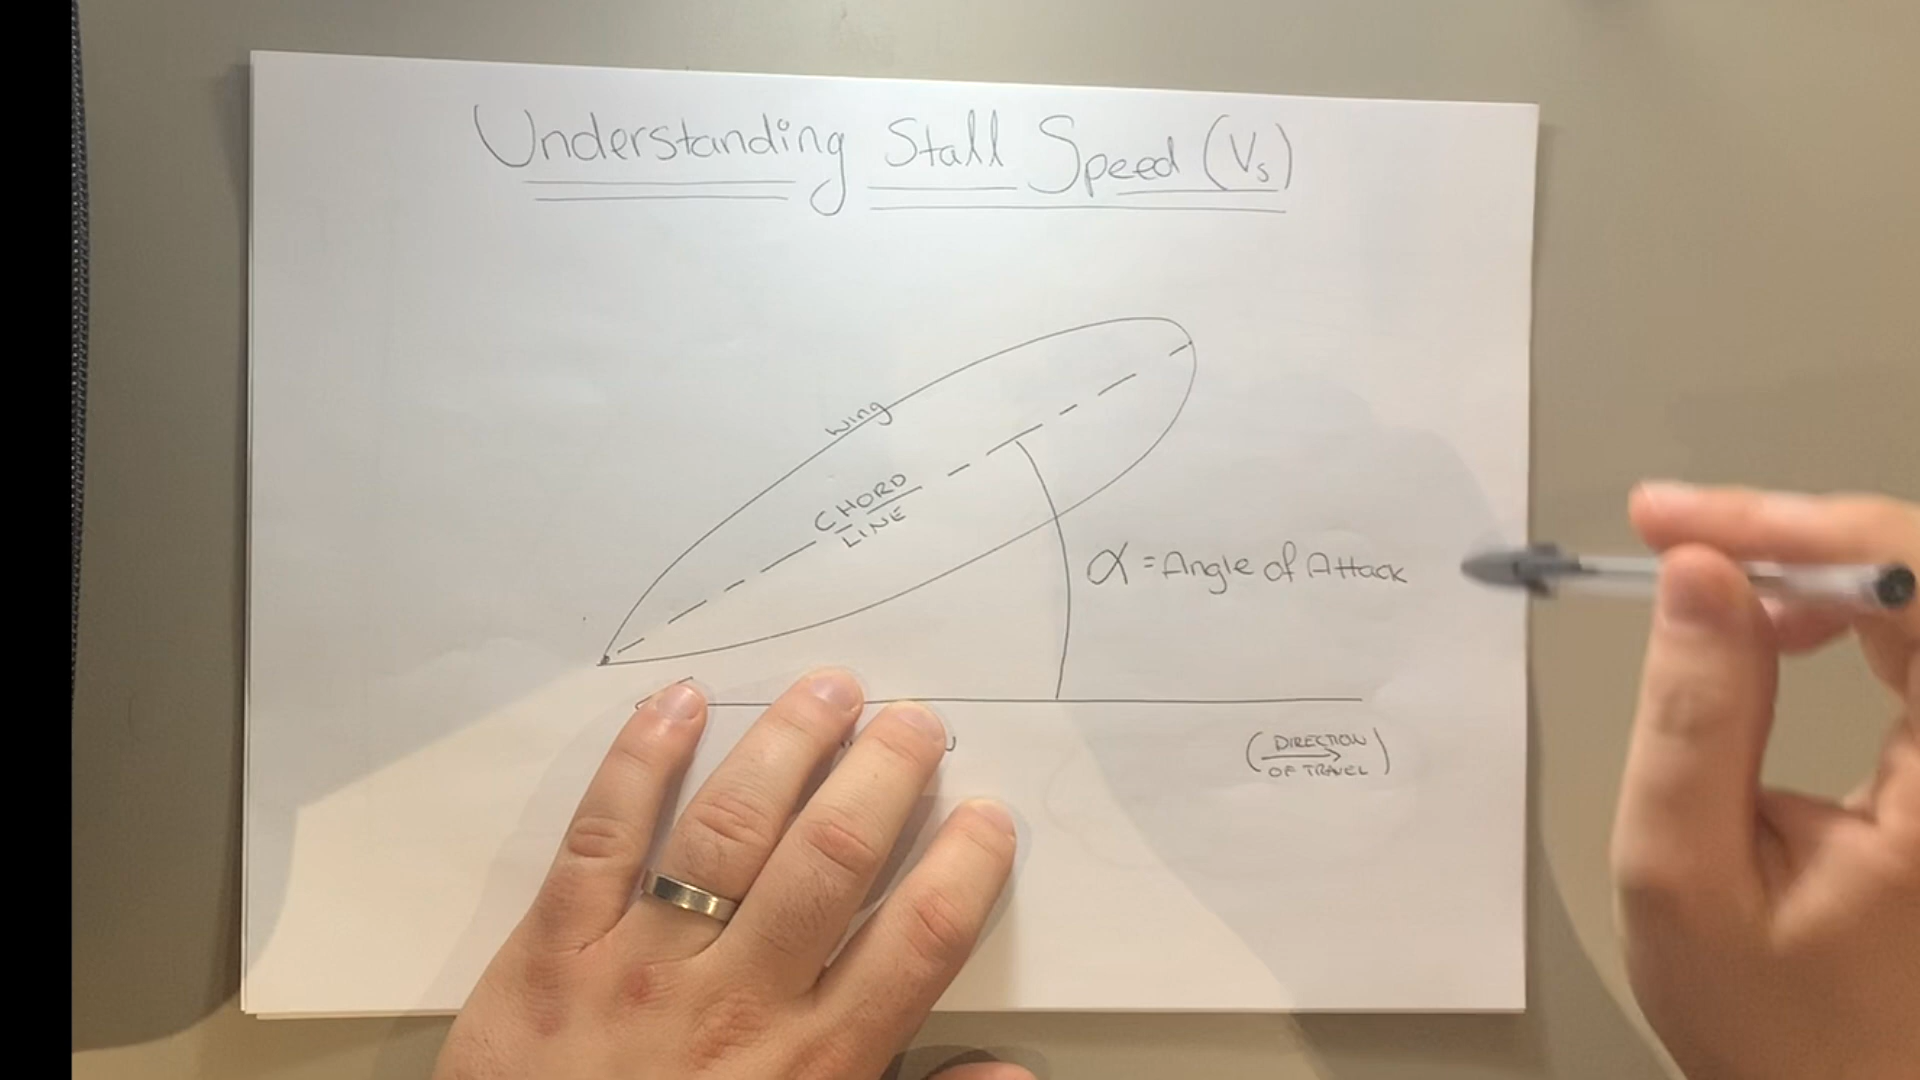 Understanding Stall Speed (Vs)
wing
CHORD
LINE
α = Angle of Attack
(DIRECTION
OF TRAVEL)